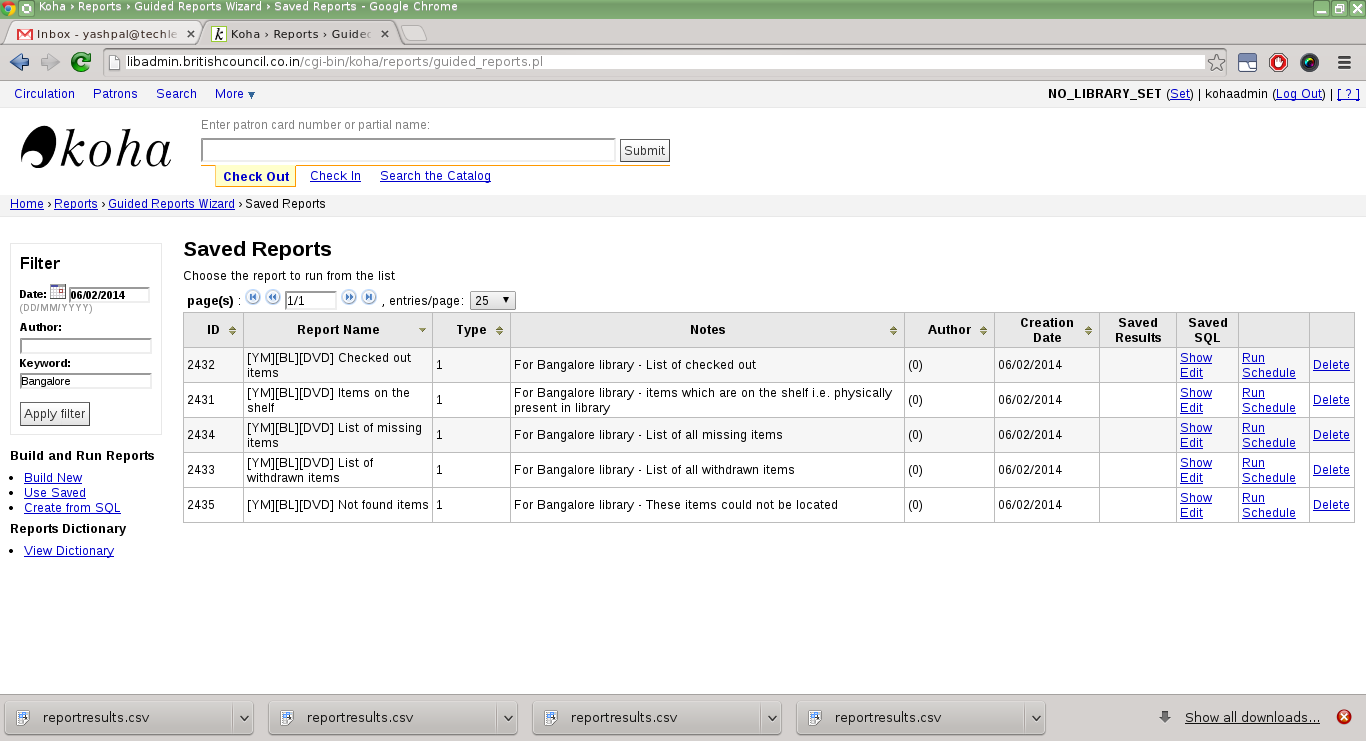 Koha › Reports › Guided Reports Wizard › Saved Reports - Google Chrome
Inbox - yashpal@techle
Koha › Reports › Guided
libadmin.britishcouncil.co.in/cgi-bin/koha/reports/guided_reports.pl
Circulation Patrons Search More ▾ NO_LIBRARY_SET (Set) | kohaadmin (Log Out) | [ ? ]
Enter patron card number or partial name:
koha
Submit
Check Out Check In Search the Catalog
Home › Reports › Guided Reports Wizard › Saved Reports
Filter
Date: 06/02/2014
(DD/MM/YYYY)
Author:
Keyword:
Bangalore
Apply filter
Build and Run Reports
• Build New
• Use Saved
• Create from SQL
Reports Dictionary
• View Dictionary
Saved Reports
Choose the report to run from the list
page(s) : 1/1 , entries/page: 25
ID Report Name Type Notes Author Creation Date Saved Results Saved SQL
2432 [YM][BL][DVD] Checked out items 1 For Bangalore library - List of checked out (0) 06/02/2014 Show Edit Run Schedule Delete
2431 [YM][BL][DVD] Items on the shelf 1 For Bangalore library - items which are on the shelf i.e. physically present in library (0) 06/02/2014 Show Edit Run Schedule Delete
2434 [YM][BL][DVD] List of missing items 1 For Bangalore library - List of all missing items (0) 06/02/2014 Show Edit Run Schedule Delete
2433 [YM][BL][DVD] List of withdrawn items 1 For Bangalore library - List of all withdrawn items (0) 06/02/2014 Show Edit Run Schedule Delete
2435 [YM][BL][DVD] Not found items 1 For Bangalore library - These items could not be located (0) 06/02/2014 Show Edit Run Schedule Delete
reportresults.csv reportresults.csv reportresults.csv reportresults.csv Show all downloads...